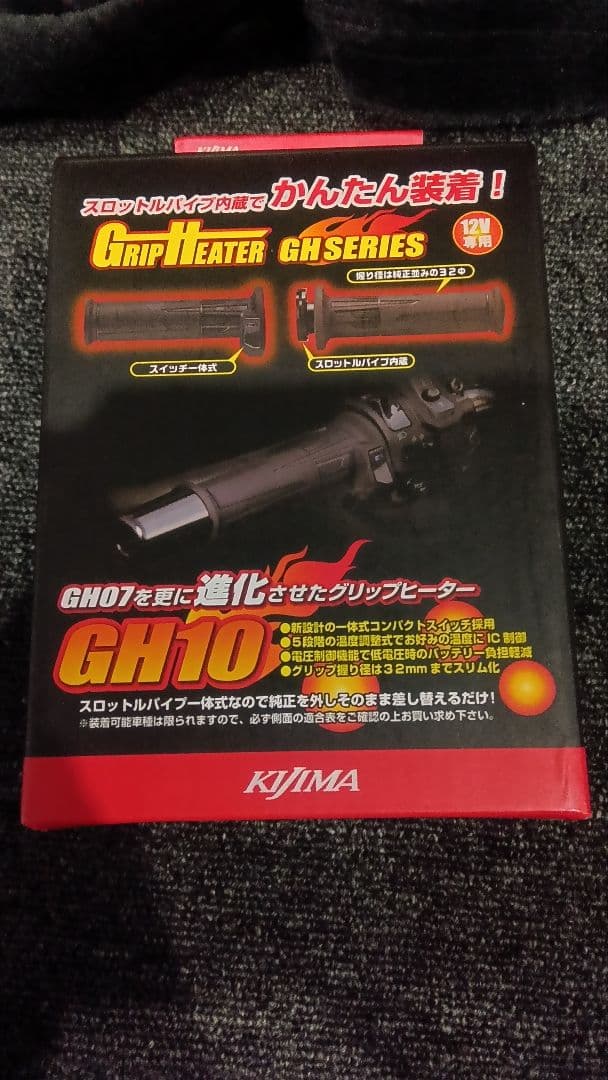 KIJIMA
スロットルパイプ内蔵で かんたん装着!
GRIP HEATER GH SERIES
12V
専用
握り径は純正並みの32Φ
スイッチ一体式
スロットルパイプ内蔵
GH07を更に進化させたグリップヒーター
GH10
●新設計の一体式コンパクトスイッチ採用
●5段階の温度調整式でお好みの温度にIC制御
●電圧制御機能で低電圧時のバッテリー負担軽減
●グリップ握り径は32mmまでスリム化
スロットルパイプ一体式なので純正を外しそのまま差し替えるだけ!
※装着可能車種は限られますので、必ず側面の適合表をご確認の上お買い求め下さい。
KIJIMA